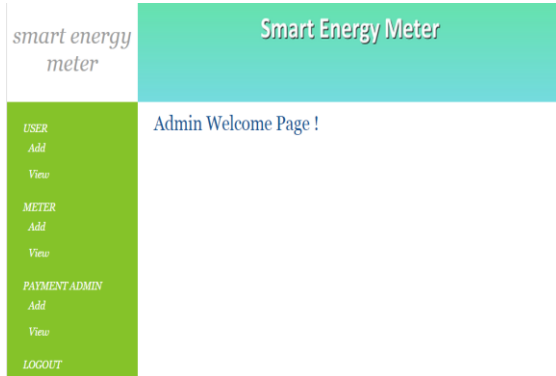 smart energy
meter
Smart Energy Meter
USER
Add
View
METER
Add
View
PAYMENT ADMIN
Add
View
LOGOUT
Admin Welcome Page !